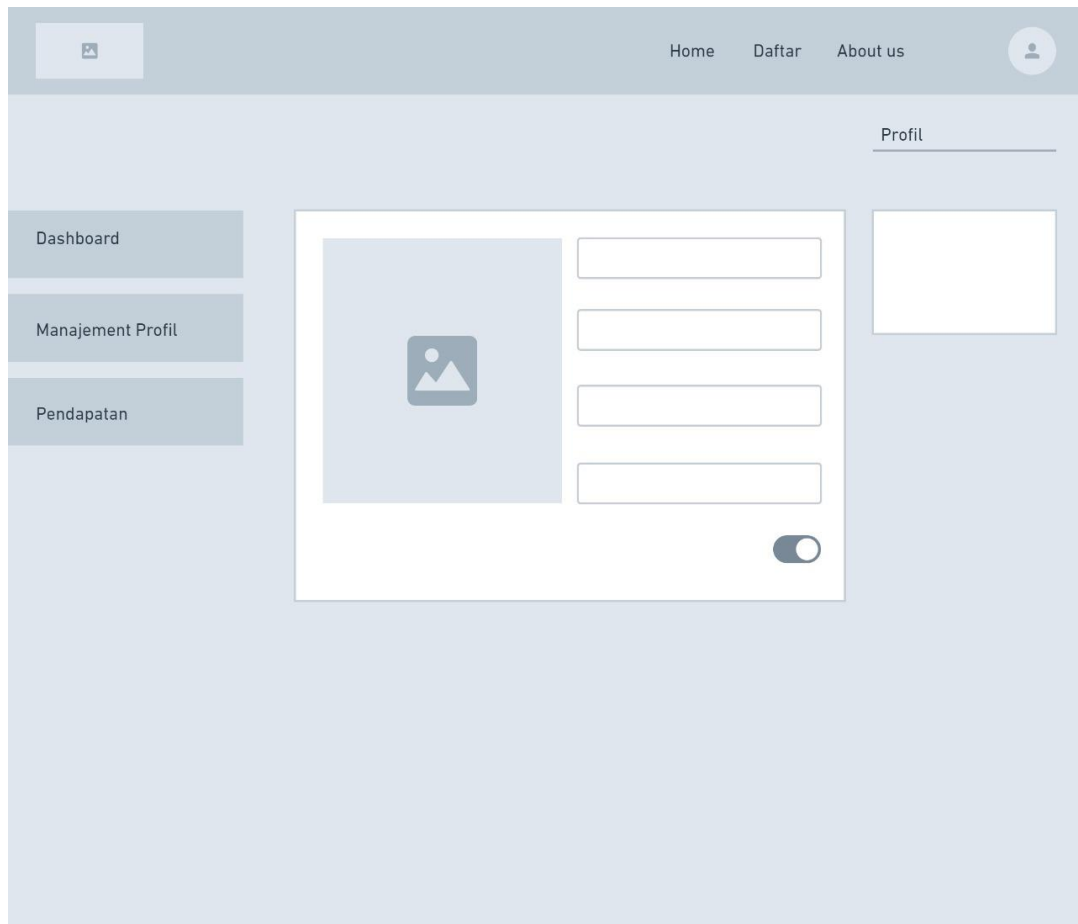 Home Daftar About us
Profil
Dashboard
Manajement Profil
Pendapatan